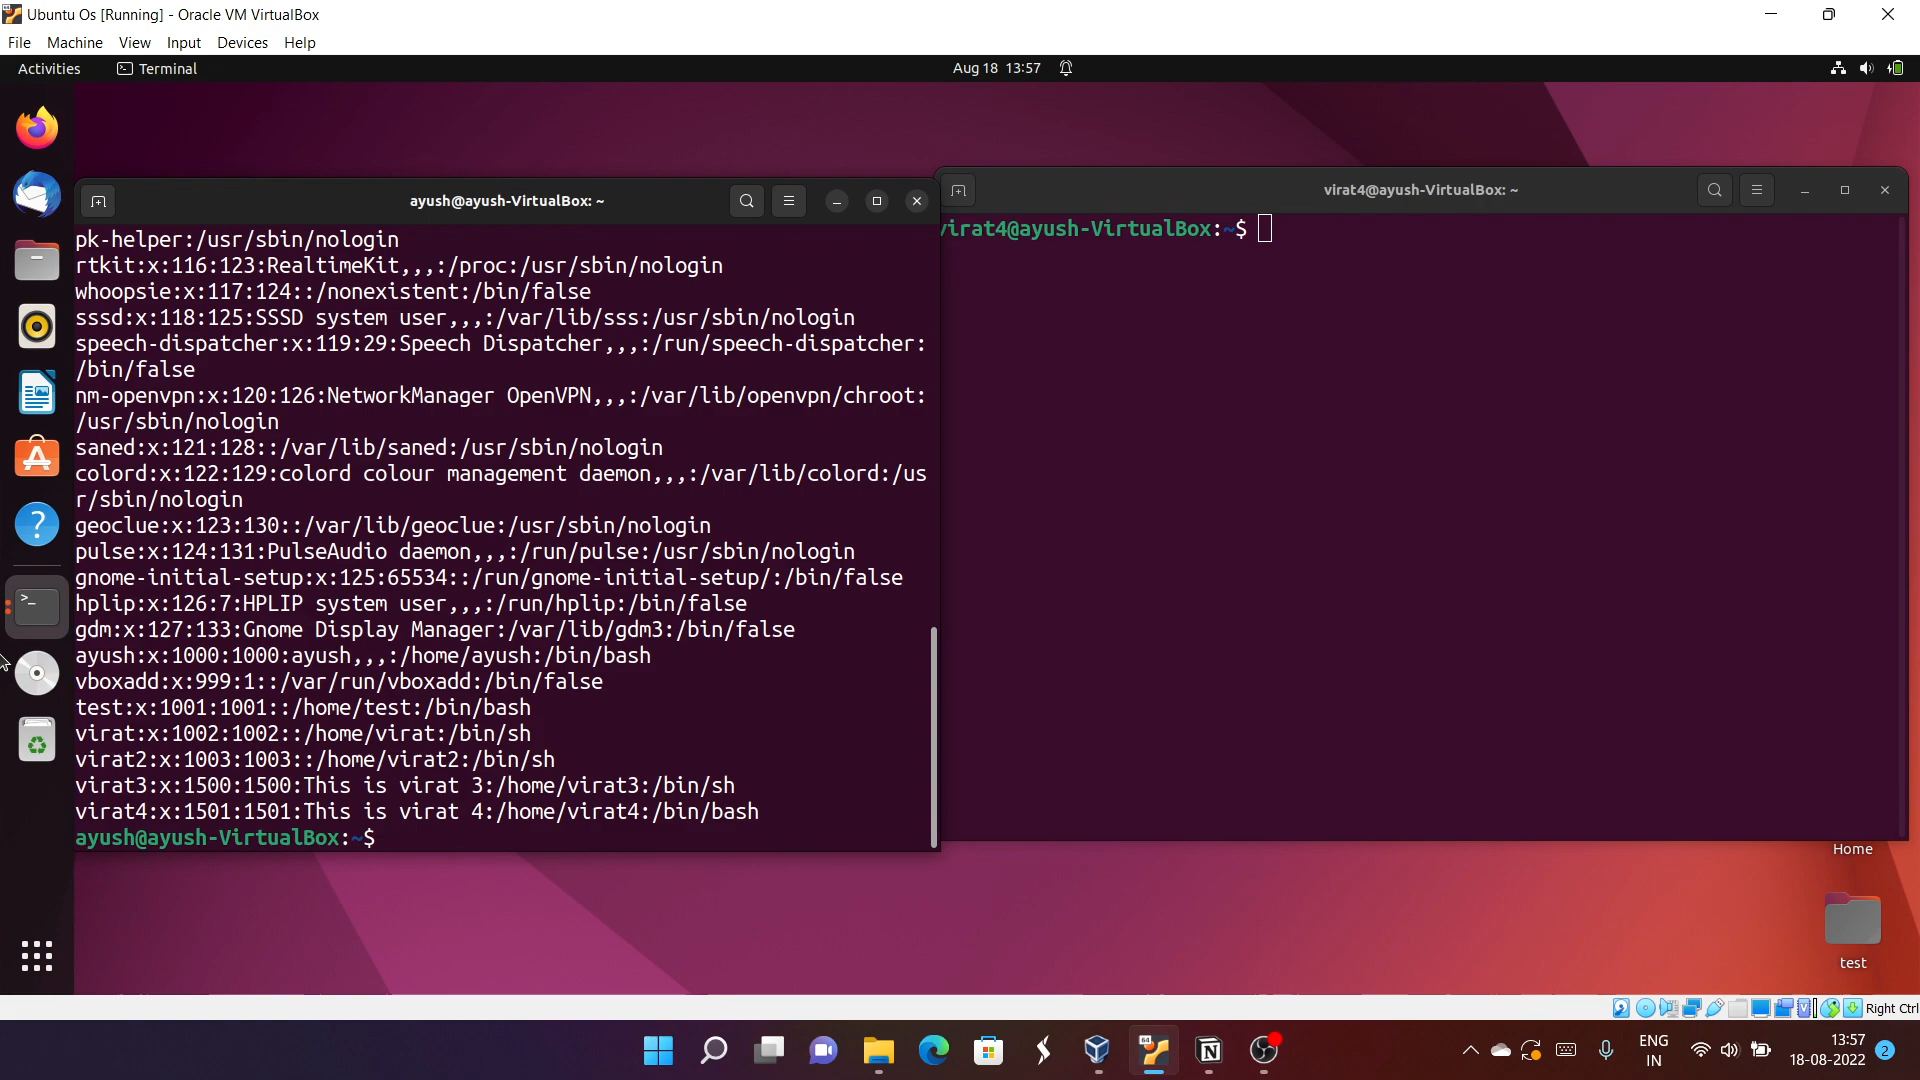 Ubuntu Os [Running] - Oracle VM VirtualBox
File Machine View Input Devices Help
Activities Terminal Aug 18 13:57
ayush@ayush-VirtualBox: ~
pk-helper:/usr/sbin/nologin
rtkit:x:116:123:RealtimeKit,,,:/proc:/usr/sbin/nologin
whoopsie:x:117:124::/nonexistent:/bin/false
sssd:x:118:125:SSSD system user,,,:/var/lib/sss:/usr/sbin/nologin
speech-dispatcher:x:119:29:Speech Dispatcher,,,:/run/speech-dispatcher:
/bin/false
nm-openvpn:x:120:126:NetworkManager OpenVPN,,,:/var/lib/openvpn/chroot:
/usr/sbin/nologin
saned:x:121:128::/var/lib/saned:/usr/sbin/nologin
colord:x:122:129:colord colour management daemon,,,:/var/lib/colord:/us
r/sbin/nologin
geoclue:x:123:130::/var/lib/geoclue:/usr/sbin/nologin
pulse:x:124:131:PulseAudio daemon,,,:/run/pulse:/usr/sbin/nologin
gnome-initial-setup:x:125:65534::/run/gnome-initial-setup/:/bin/false
hplip:x:126:7:HPLIP system user,,,:/run/hplip:/bin/false
gdm:x:127:133:Gnome Display Manager:/var/lib/gdm3:/bin/false
ayush:x:1000:1000:ayush,,,:/home/ayush:/bin/bash
vboxadd:x:999:1::/var/run/vboxadd:/bin/false
test:x:1001:1001::/home/test:/bin/bash
virat:x:1002:1002::/home/virat:/bin/sh
virat2:x:1003:1003::/home/virat2:/bin/sh
virat3:x:1500:1500:This is virat 3:/home/virat3:/bin/sh
virat4:x:1501:1501:This is virat 4:/home/virat4:/bin/bash
ayush@ayush-VirtualBox:~$
virat4@ayush-VirtualBox: ~
virat4@ayush-VirtualBox:~$
Home
test
Right Ctrl
ENG
IN
13:57
18-08-2022
2